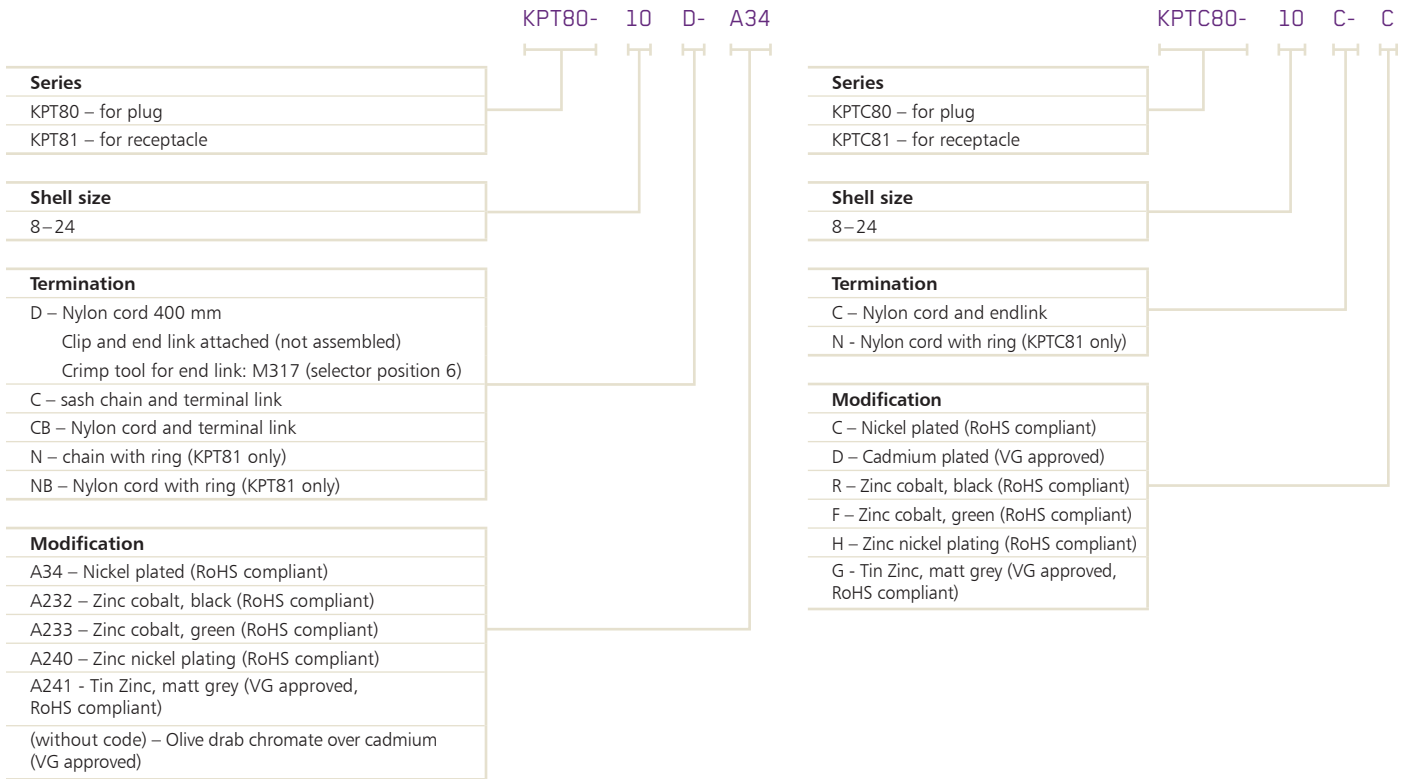 KPT80- 10 D- A34
Series
KPT80 – for plug
KPT81 – for receptacle
Shell size
8–24
Termination
D – Nylon cord 400 mm
Clip and end link attached (not assembled)
Crimp tool for end link: M317 (selector position 6)
C – sash chain and terminal link
CB – Nylon cord and terminal link
N – chain with ring (KPT81 only)
NB – Nylon cord with ring (KPT81 only)
Modification
A34 – Nickel plated (RoHS compliant)
A232 – Zinc cobalt, black (RoHS compliant)
A233 – Zinc cobalt, green (RoHS compliant)
A240 – Zinc nickel plating (RoHS compliant)
A241 - Tin Zinc, matt grey (VG approved,
RoHS compliant)
(without code) – Olive drab chromate over cadmium
(VG approved)
KPTC80- 10 C- C
Series
KPTC80 – for plug
KPTC81 – for receptacle
Shell size
8–24
Termination
C – Nylon cord and endlink
N - Nylon cord with ring (KPTC81 only)
Modification
C – Nickel plated (RoHS compliant)
D – Cadmium plated (VG approved)
R – Zinc cobalt, black (RoHS compliant)
F – Zinc cobalt, green (RoHS compliant)
H – Zinc nickel plating (RoHS compliant)
G - Tin Zinc, matt grey (VG approved,
RoHS compliant)